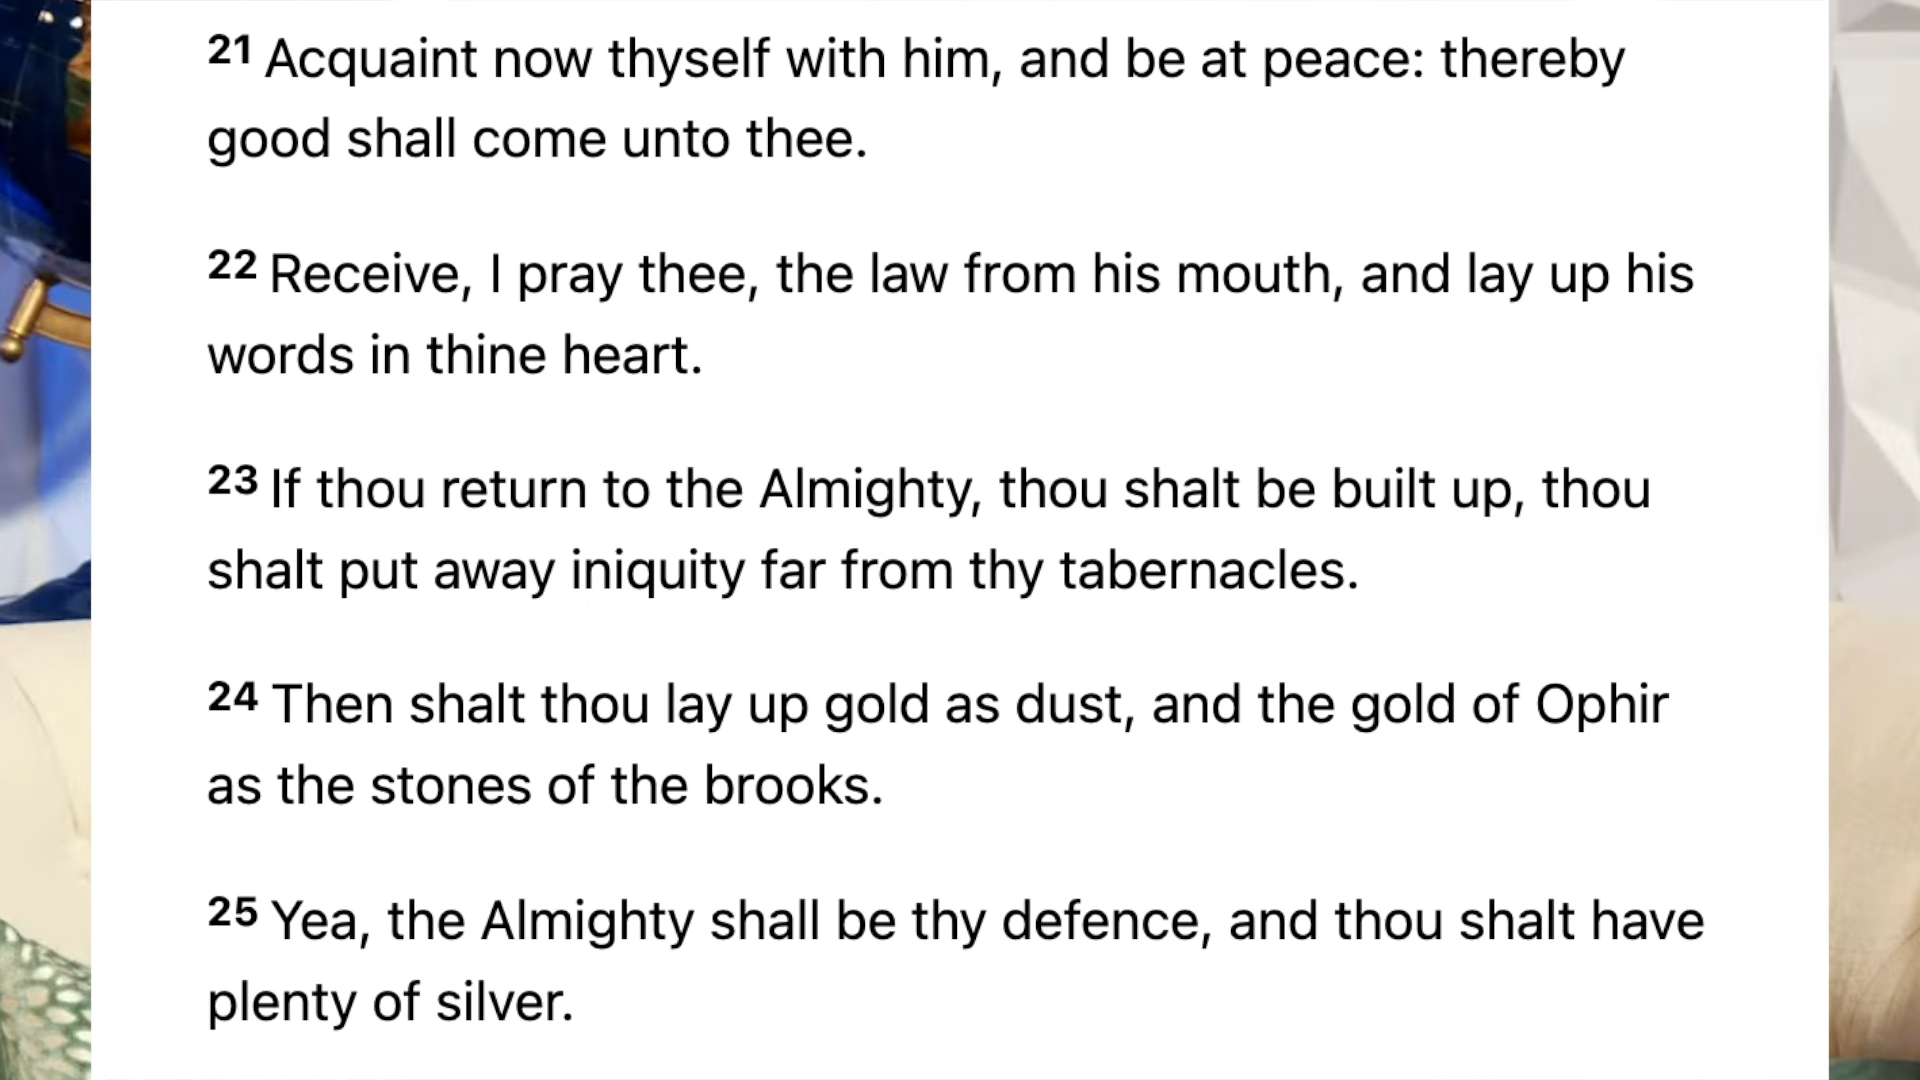 21 Acquaint now thyself with him, and be at peace: thereby
good shall come unto thee.
22 Receive, I pray thee, the law from his mouth, and lay up his
words in thine heart.
23 If thou return to the Almighty, thou shalt be built up, thou
shalt put away iniquity far from thy tabernacles.
24 Then shalt thou lay up gold as dust, and the gold of Ophir
as the stones of the brooks.
25 Yea, the Almighty shall be thy defence, and thou shalt have
plenty of silver.